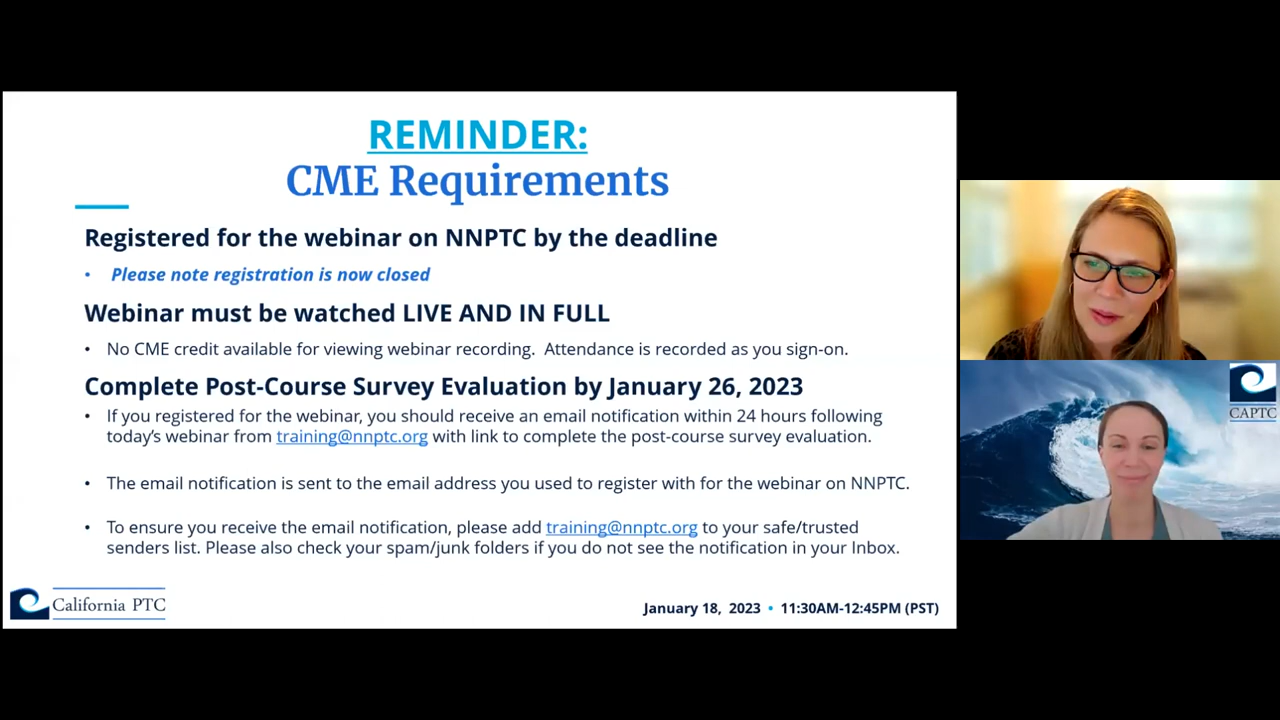 REMINDER:
CME Requirements
Registered for the webinar on NNPTC by the deadline
• Please note registration is now closed
Webinar must be watched LIVE AND IN FULL
• No CME credit available for viewing webinar recording. Attendance is recorded as you sign-on.
Complete Post-Course Survey Evaluation by January 26, 2023
• If you registered for the webinar, you should receive an email notification within 24 hours following
today's webinar from training@nnptc.org with link to complete the post-course survey evaluation.
• The email notification is sent to the email address you used to register with for the webinar on NNPTC.
• To ensure you receive the email notification, please add training@nnptc.org to your safe/trusted
senders list. Please also check your spam/junk folders if you do not see the notification in your Inbox.
California PTC
January 18, 2023 • 11:30AM-12:45PM (PST)
CAPTC